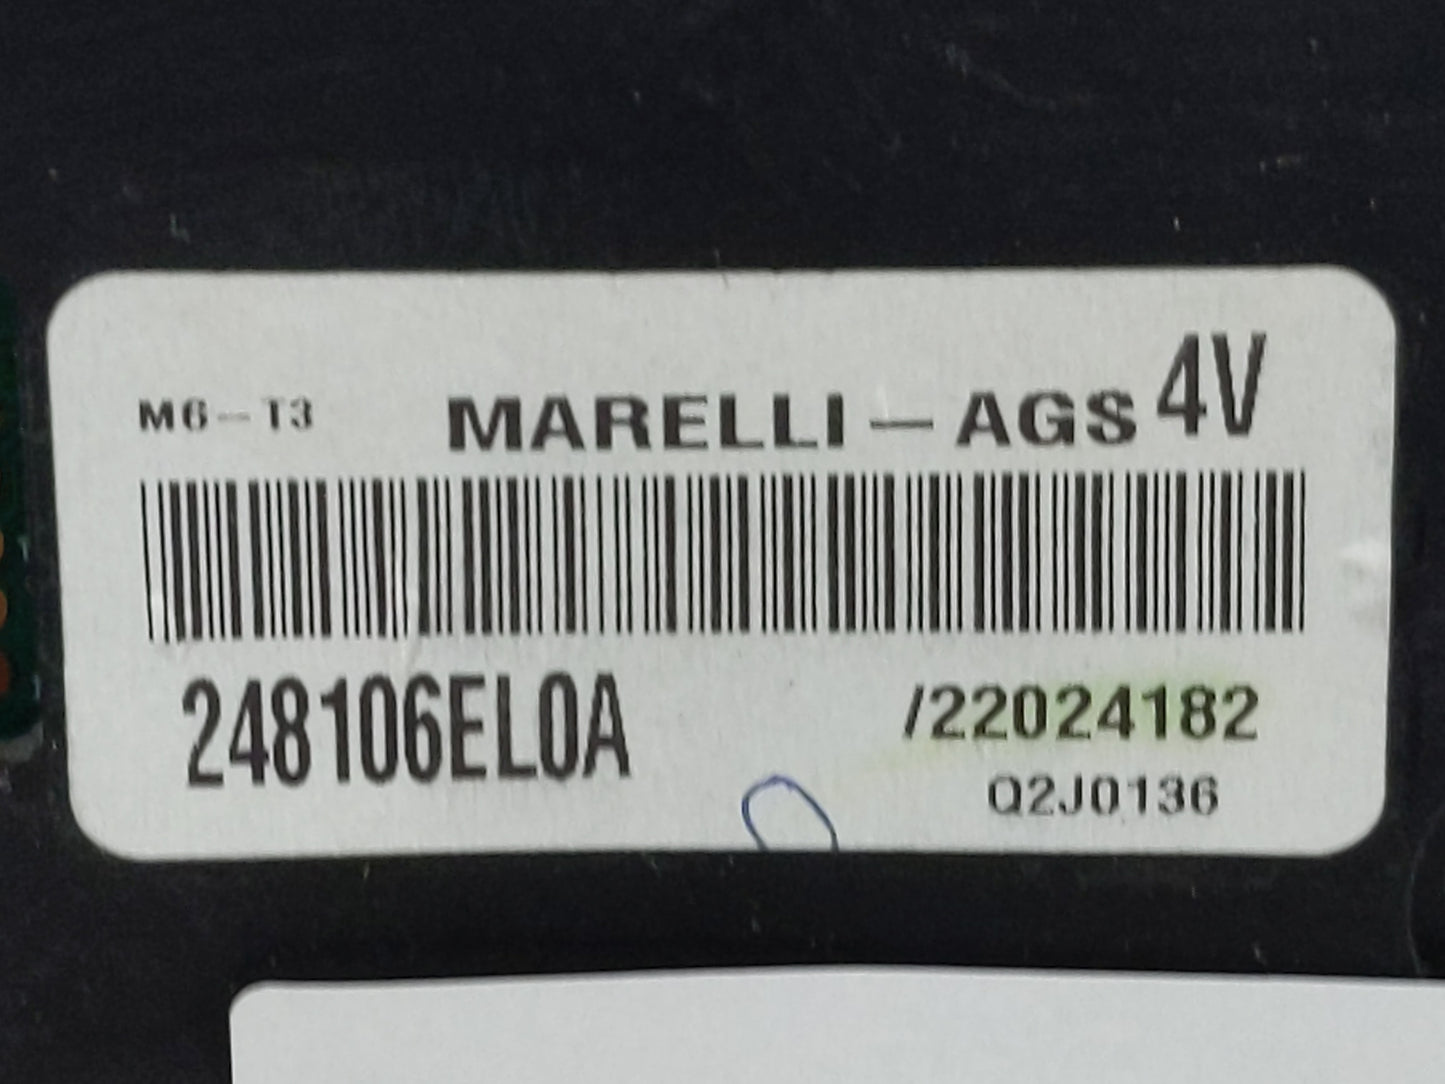 M6-T3 MARELLI-AGS 4V
248106EL0A /22024182
Q2J0136